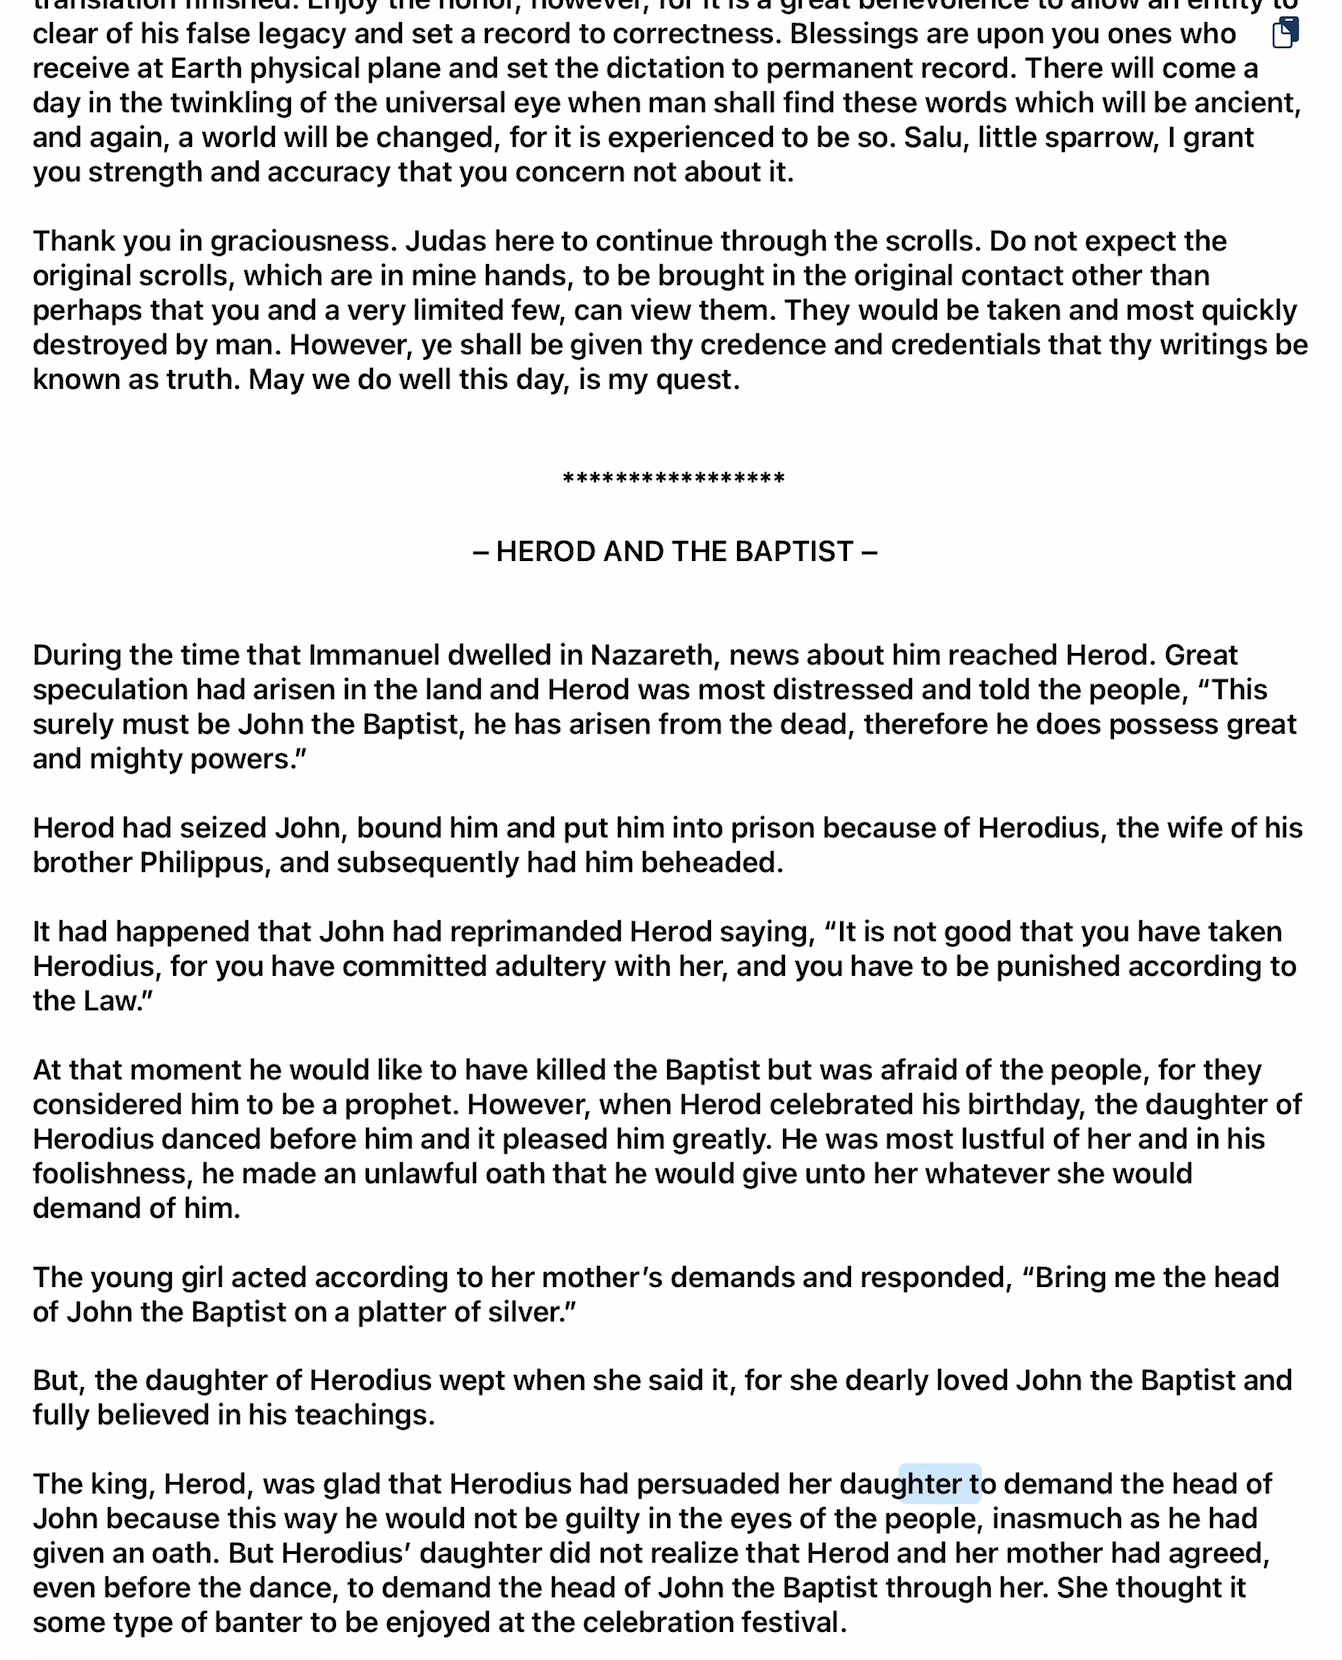 translation finished. Enjoy the honor, however, for it is a great benevolence to allow an entity to
clear of his false legacy and set a record to correctness. Blessings are upon you ones who
receive at Earth physical plane and set the dictation to permanent record. There will come a
day in the twinkling of the universal eye when man shall find these words which will be ancient,
and again, a world will be changed, for it is experienced to be so. Salu, little sparrow, I grant
you strength and accuracy that you concern not about it.
Thank you in graciousness. Judas here to continue through the scrolls. Do not expect the
original scrolls, which are in mine hands, to be brought in the original contact other than
perhaps that you and a very limited few, can view them. They would be taken and most quickly
destroyed by man. However, ye shall be given thy credence and credentials that thy writings be
known as truth. May we do well this day, is my quest.
*****************
– HEROD AND THE BAPTIST –
During the time that Immanuel dwelled in Nazareth, news about him reached Herod. Great
speculation had arisen in the land and Herod was most distressed and told the people, “This
surely must be John the Baptist, he has arisen from the dead, therefore he does possess great
and mighty powers.”
Herod had seized John, bound him and put him into prison because of Herodius, the wife of his
brother Philippus, and subsequently had him beheaded.
It had happened that John had reprimanded Herod saying, “It is not good that you have taken
Herodius, for you have committed adultery with her, and you have to be punished according to
the Law.”
At that moment he would like to have killed the Baptist but was afraid of the people, for they
considered him to be a prophet. However, when Herod celebrated his birthday, the daughter of
Herodius danced before him and it pleased him greatly. He was most lustful of her and in his
foolishness, he made an unlawful oath that he would give unto her whatever she would
demand of him.
The young girl acted according to her mother’s demands and responded, “Bring me the head
of John the Baptist on a platter of silver.”
But, the daughter of Herodius wept when she said it, for she dearly loved John the Baptist and
fully believed in his teachings.
The king, Herod, was glad that Herodius had persuaded her daughter to demand the head of
John because this way he would not be guilty in the eyes of the people, inasmuch as he had
given an oath. But Herodius’ daughter did not realize that Herod and her mother had agreed,
even before the dance, to demand the head of John the Baptist through her. She thought it
some type of banter to be enjoyed at the celebration festival.